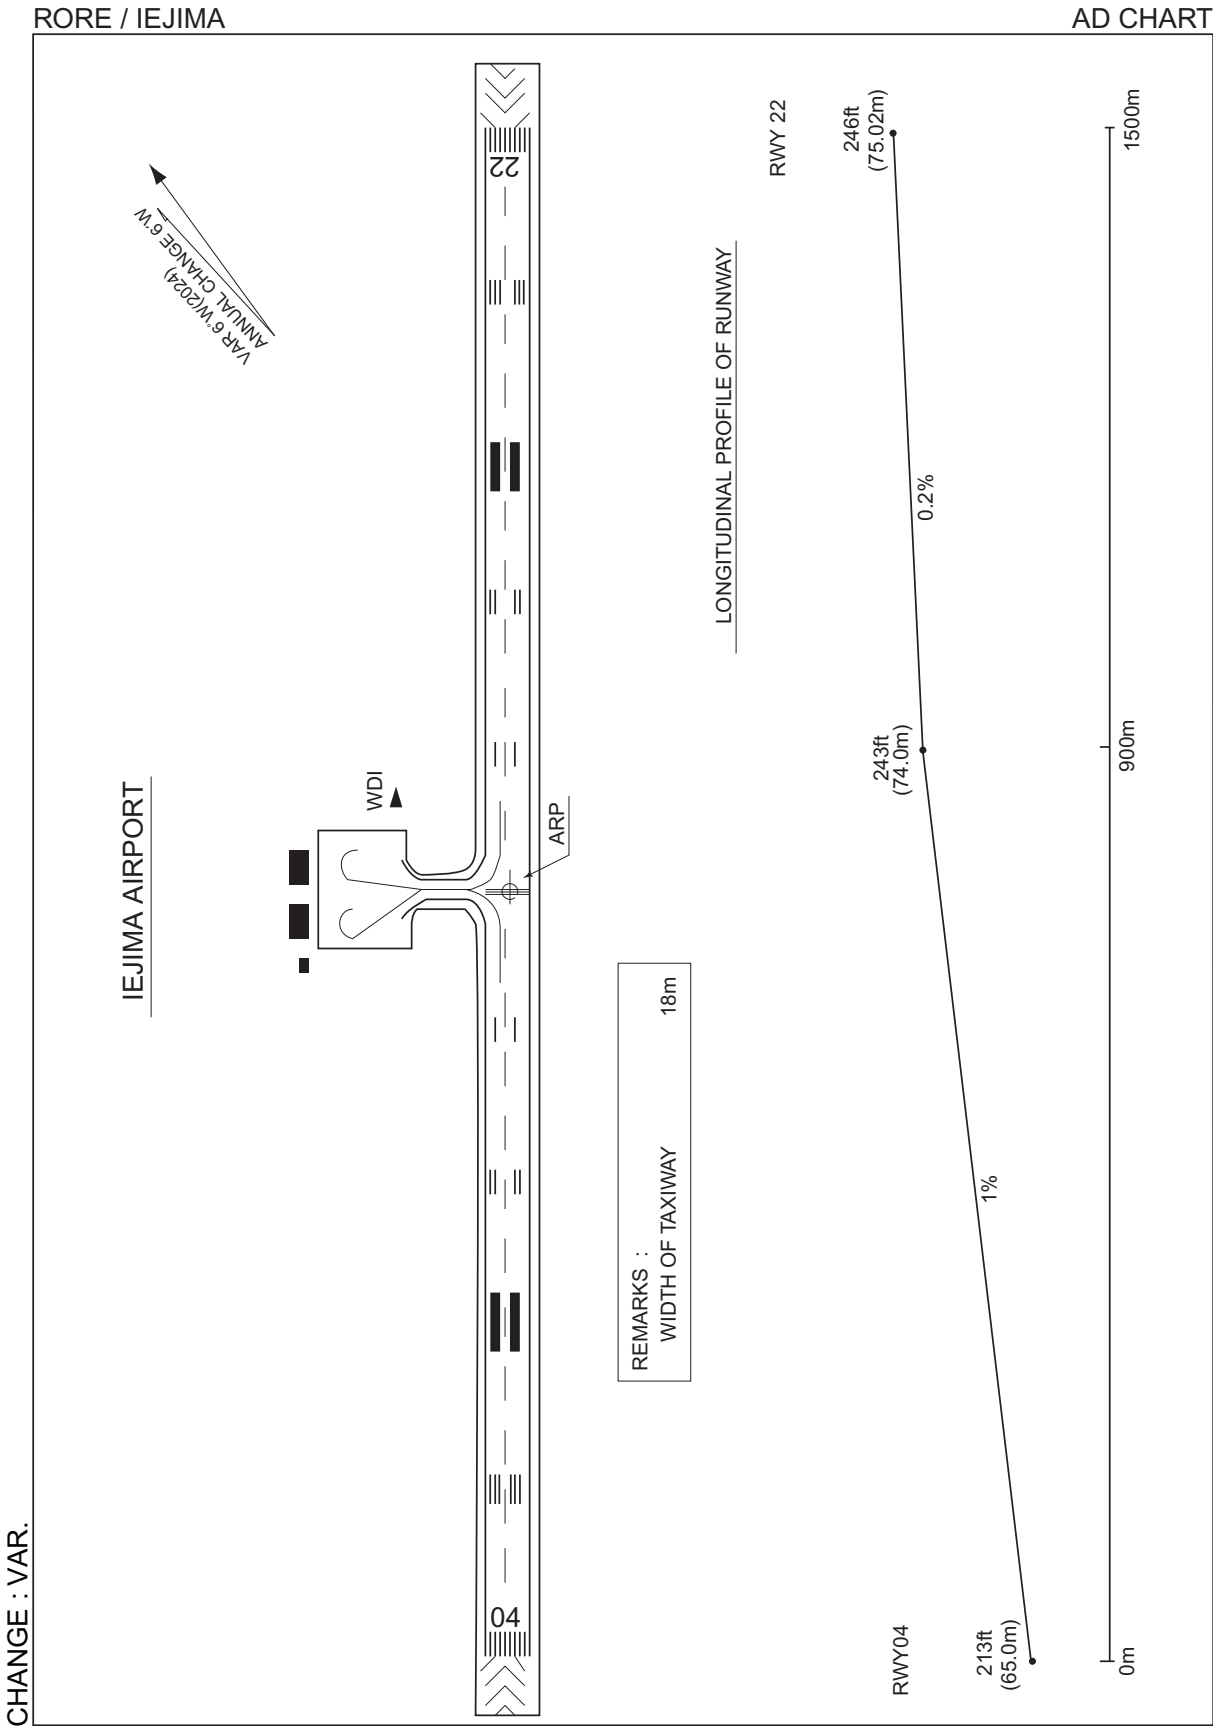 RORE / IEJIMA
AD CHART
CHANGE : VAR.
IEJIMA AIRPORT
VAR 6°W(2024)
ANNUAL CHANGE 6'W
22
WDI
ARP
04
REMARKS :
WIDTH OF TAXIWAY 18m
LONGITUDINAL PROFILE OF RUNWAY
RWY04
RWY 22
213ft
(65.0m)
243ft
(74.0m)
246ft
(75.02m)
1%
0.2%
0m
900m
1500m